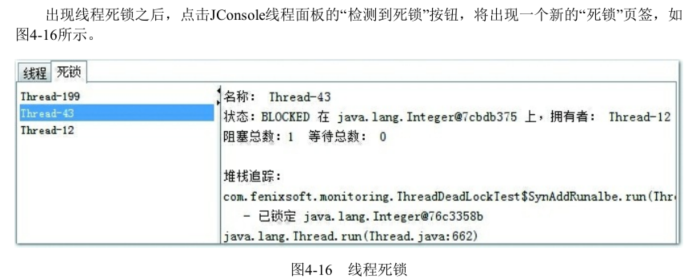 出现线程死锁之后，点击JConsole线程面板的“检测到死锁”按钮，将出现一个新的“死锁”页签，如
图4-16所示。
线程 死锁
Thread-199
Thread-43
Thread-12
名称： Thread-43
状态：BLOCKED 在 java.lang.Integer@7cbdb375 上，拥有者： Thread-12
阻塞总数：1 等待总数： 0
堆栈追踪：
com.fenixsoft.monitoring.ThreadDeadLockTest$SynAddRunalbe.run(Thr
- 已锁定 java.lang.Integer@76c3358b
java.lang.Thread.run(Thread.java:662)
图4-16 线程死锁